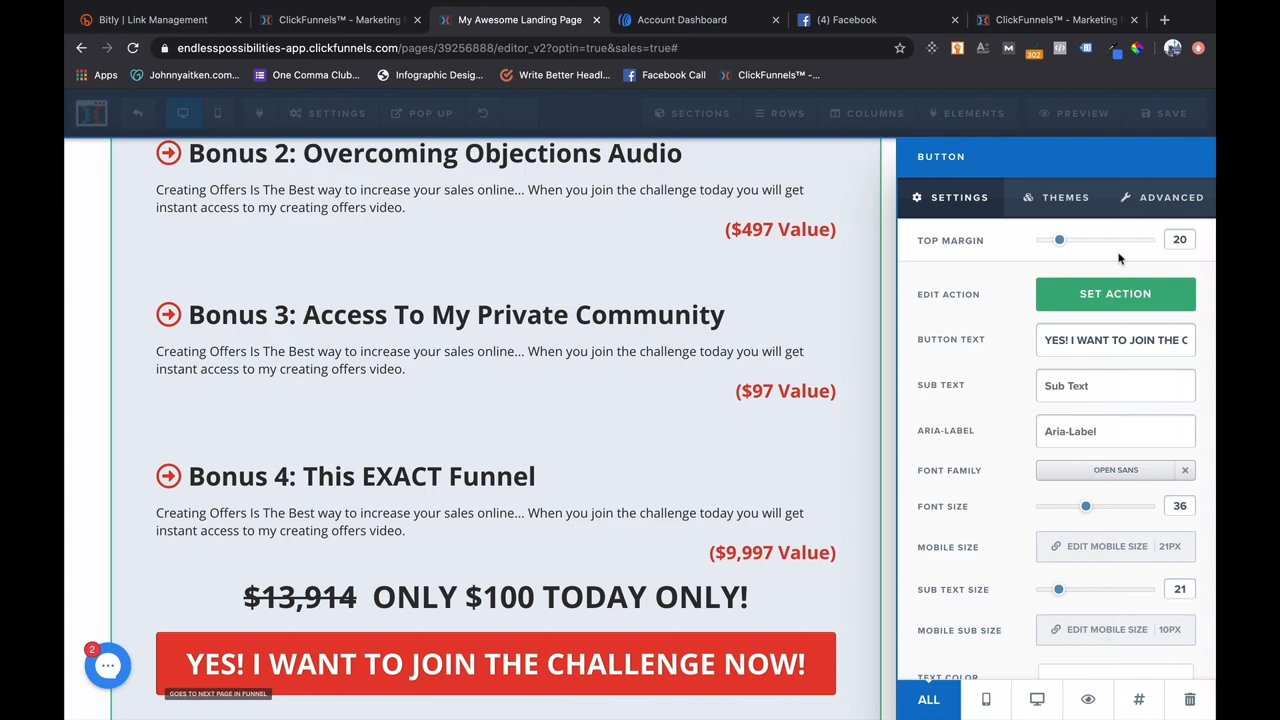 Bitly | Link Management
ClickFunnels™ - Marketing
My Awesome Landing Page
Account Dashboard
(4) Facebook
ClickFunnels™ - Marketing
endlesspossibilities-app.clickfunnels.com/pages/39256888/editor_v2?optin=true&sales=true#
302
Apps
Johnnyaitken.com...
One Comma Club...
Infographic Desig...
Write Better Headl...
Facebook Call
ClickFunnels™ -...
SETTINGS
POP UP
SECTIONS
ROWS
COLUMNS
ELEMENTS
PREVIEW
SAVE
Bonus 2: Overcoming Objections Audio
Creating Offers Is The Best way to increase your sales online... When you join the challenge today you will get
instant access to my creating offers video.
($497 Value)
Bonus 3: Access To My Private Community
Creating Offers Is The Best way to increase your sales online... When you join the challenge today you will get
instant access to my creating offers video.
($97 Value)
Bonus 4: This EXACT Funnel
Creating Offers Is The Best way to increase your sales online... When you join the challenge today you will get
instant access to my creating offers video.
($9,997 Value)
$13,914 ONLY $100 TODAY ONLY!
YES! I WANT TO JOIN THE CHALLENGE NOW!
GOES TO NEXT PAGE IN FUNNEL
2
BUTTON
SETTINGS
THEMES
ADVANCED
TOP MARGIN
20
EDIT ACTION
SET ACTION
BUTTON TEXT
YES! I WANT TO JOIN THE C
SUB TEXT
Sub Text
ARIA-LABEL
Aria-Label
FONT FAMILY
OPEN SANS
FONT SIZE
36
MOBILE SIZE
EDIT MOBILE SIZE | 21PX
SUB TEXT SIZE
21
MOBILE SUB SIZE
EDIT MOBILE SIZE | 10PX
TEXT COLOR
ALL
#